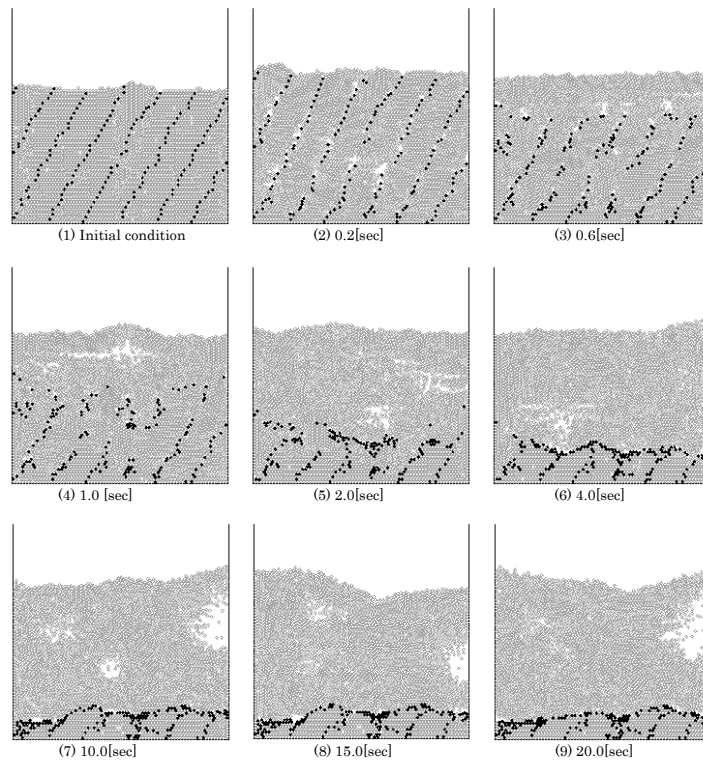 (1) Initial condition
(2) 0.2[sec]
(3) 0.6[sec]
(4) 1.0 [sec]
(5) 2.0[sec]
(6) 4.0[sec]
(7) 10.0[sec]
(8) 15.0[sec]
(9) 20.0[sec]